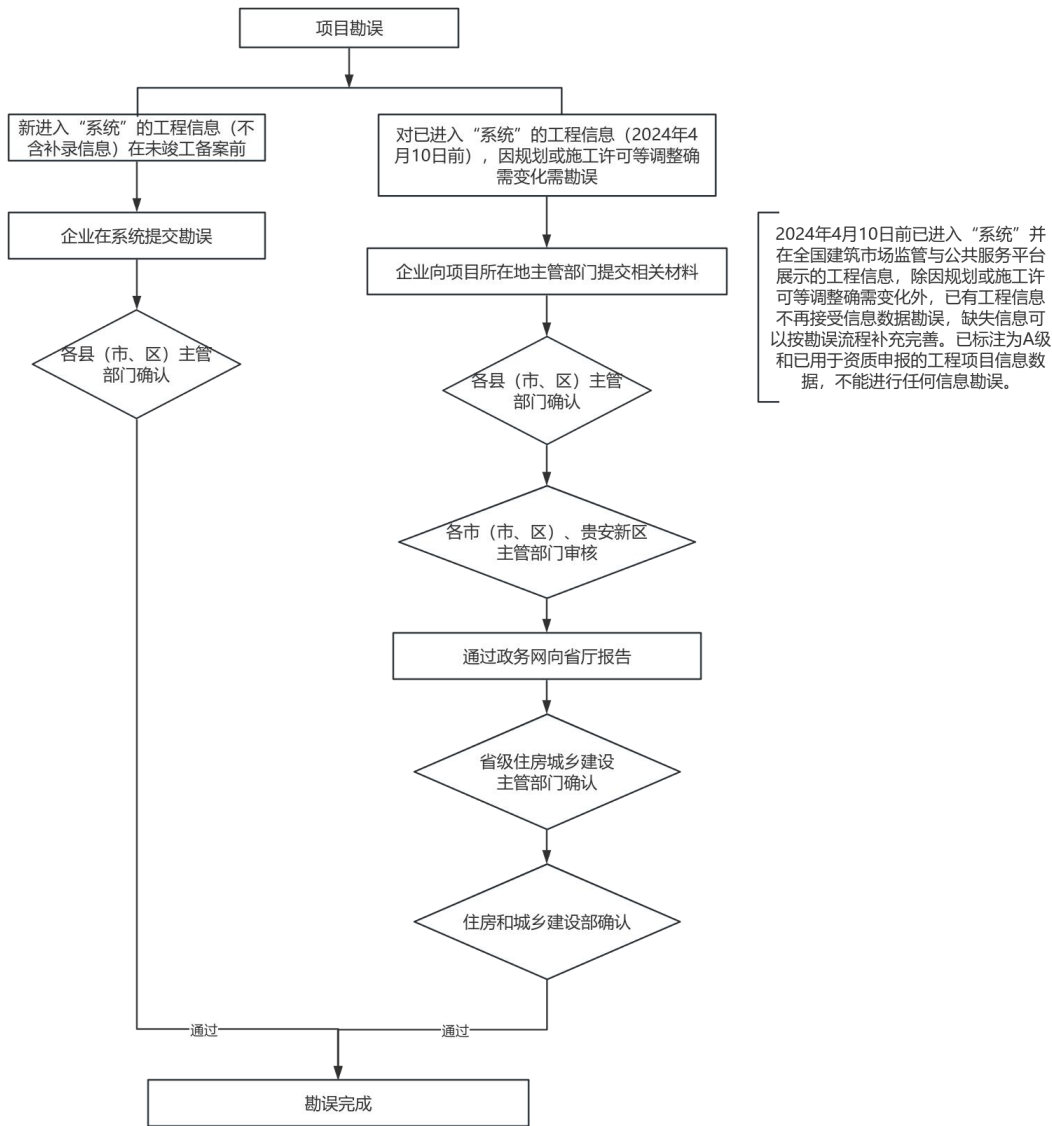 项目勘误
新进入“系统”的工程信息（不
含补录信息）在未竣工备案前
企业在系统提交勘误
各县（市、区）主管
部门确认
对已进入“系统”的工程信息（2024年4
月10日前），因规划或施工许可等调整确
需变化需勘误
企业向项目所在地主管部门提交相关材料
各县（市、区）主管
部门确认
各市（市、区）、贵安新区
主管部门审核
通过政务网向省厅报告
省级住房城乡建设
主管部门确认
住房和城乡建设部确认
2024年4月10日前已进入“系统”并
在全国建筑市场监管与公共服务平台
展示的工程信息，除因规划或施工许
可等调整确需变化外，已有工程信息
不再接受信息数据勘误，缺失信息可
以按勘误流程补充完善。已标注为A级
和已用于资质申报的工程项目信息数
据，不能进行任何信息勘误。
通过
通过
勘误完成